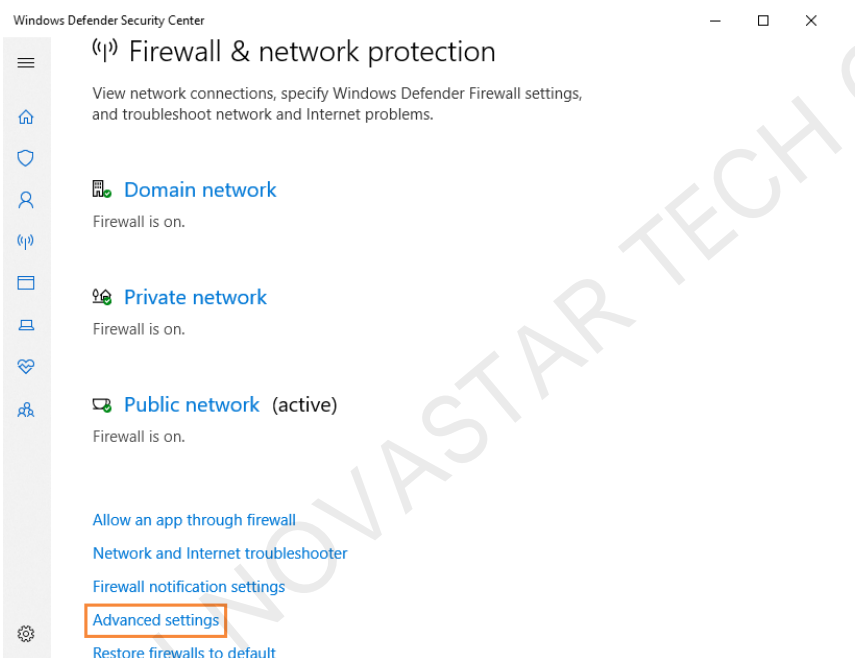 Windows Defender Security Center
Firewall & network protection
View network connections, specify Windows Defender Firewall settings,
and troubleshoot network and Internet problems.
Domain network
Firewall is on.
Private network
Firewall is on.
Public network (active)
Firewall is on.
Allow an app through firewall
Network and Internet troubleshooter
Firewall notification settings
Advanced settings
Restore firewalls to default
NOVASTAR TECH